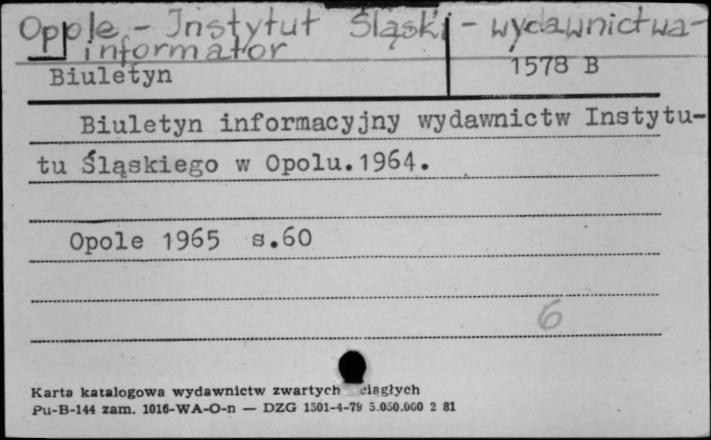 Opole - Instytut Śląski - wydawnictwa-
informator
Biuletyn 1578 B
Biuletyn informacyjny wydawnictw Instytu-
tu Śląskiego w Opolu.1964.
Opole 1965 s.60
6
Karta katalogowa wydawnictw zwartych
Pu-B-144 zam. 1016-WA-O-n — DZG 1501-4-79 5.050.000 2 81